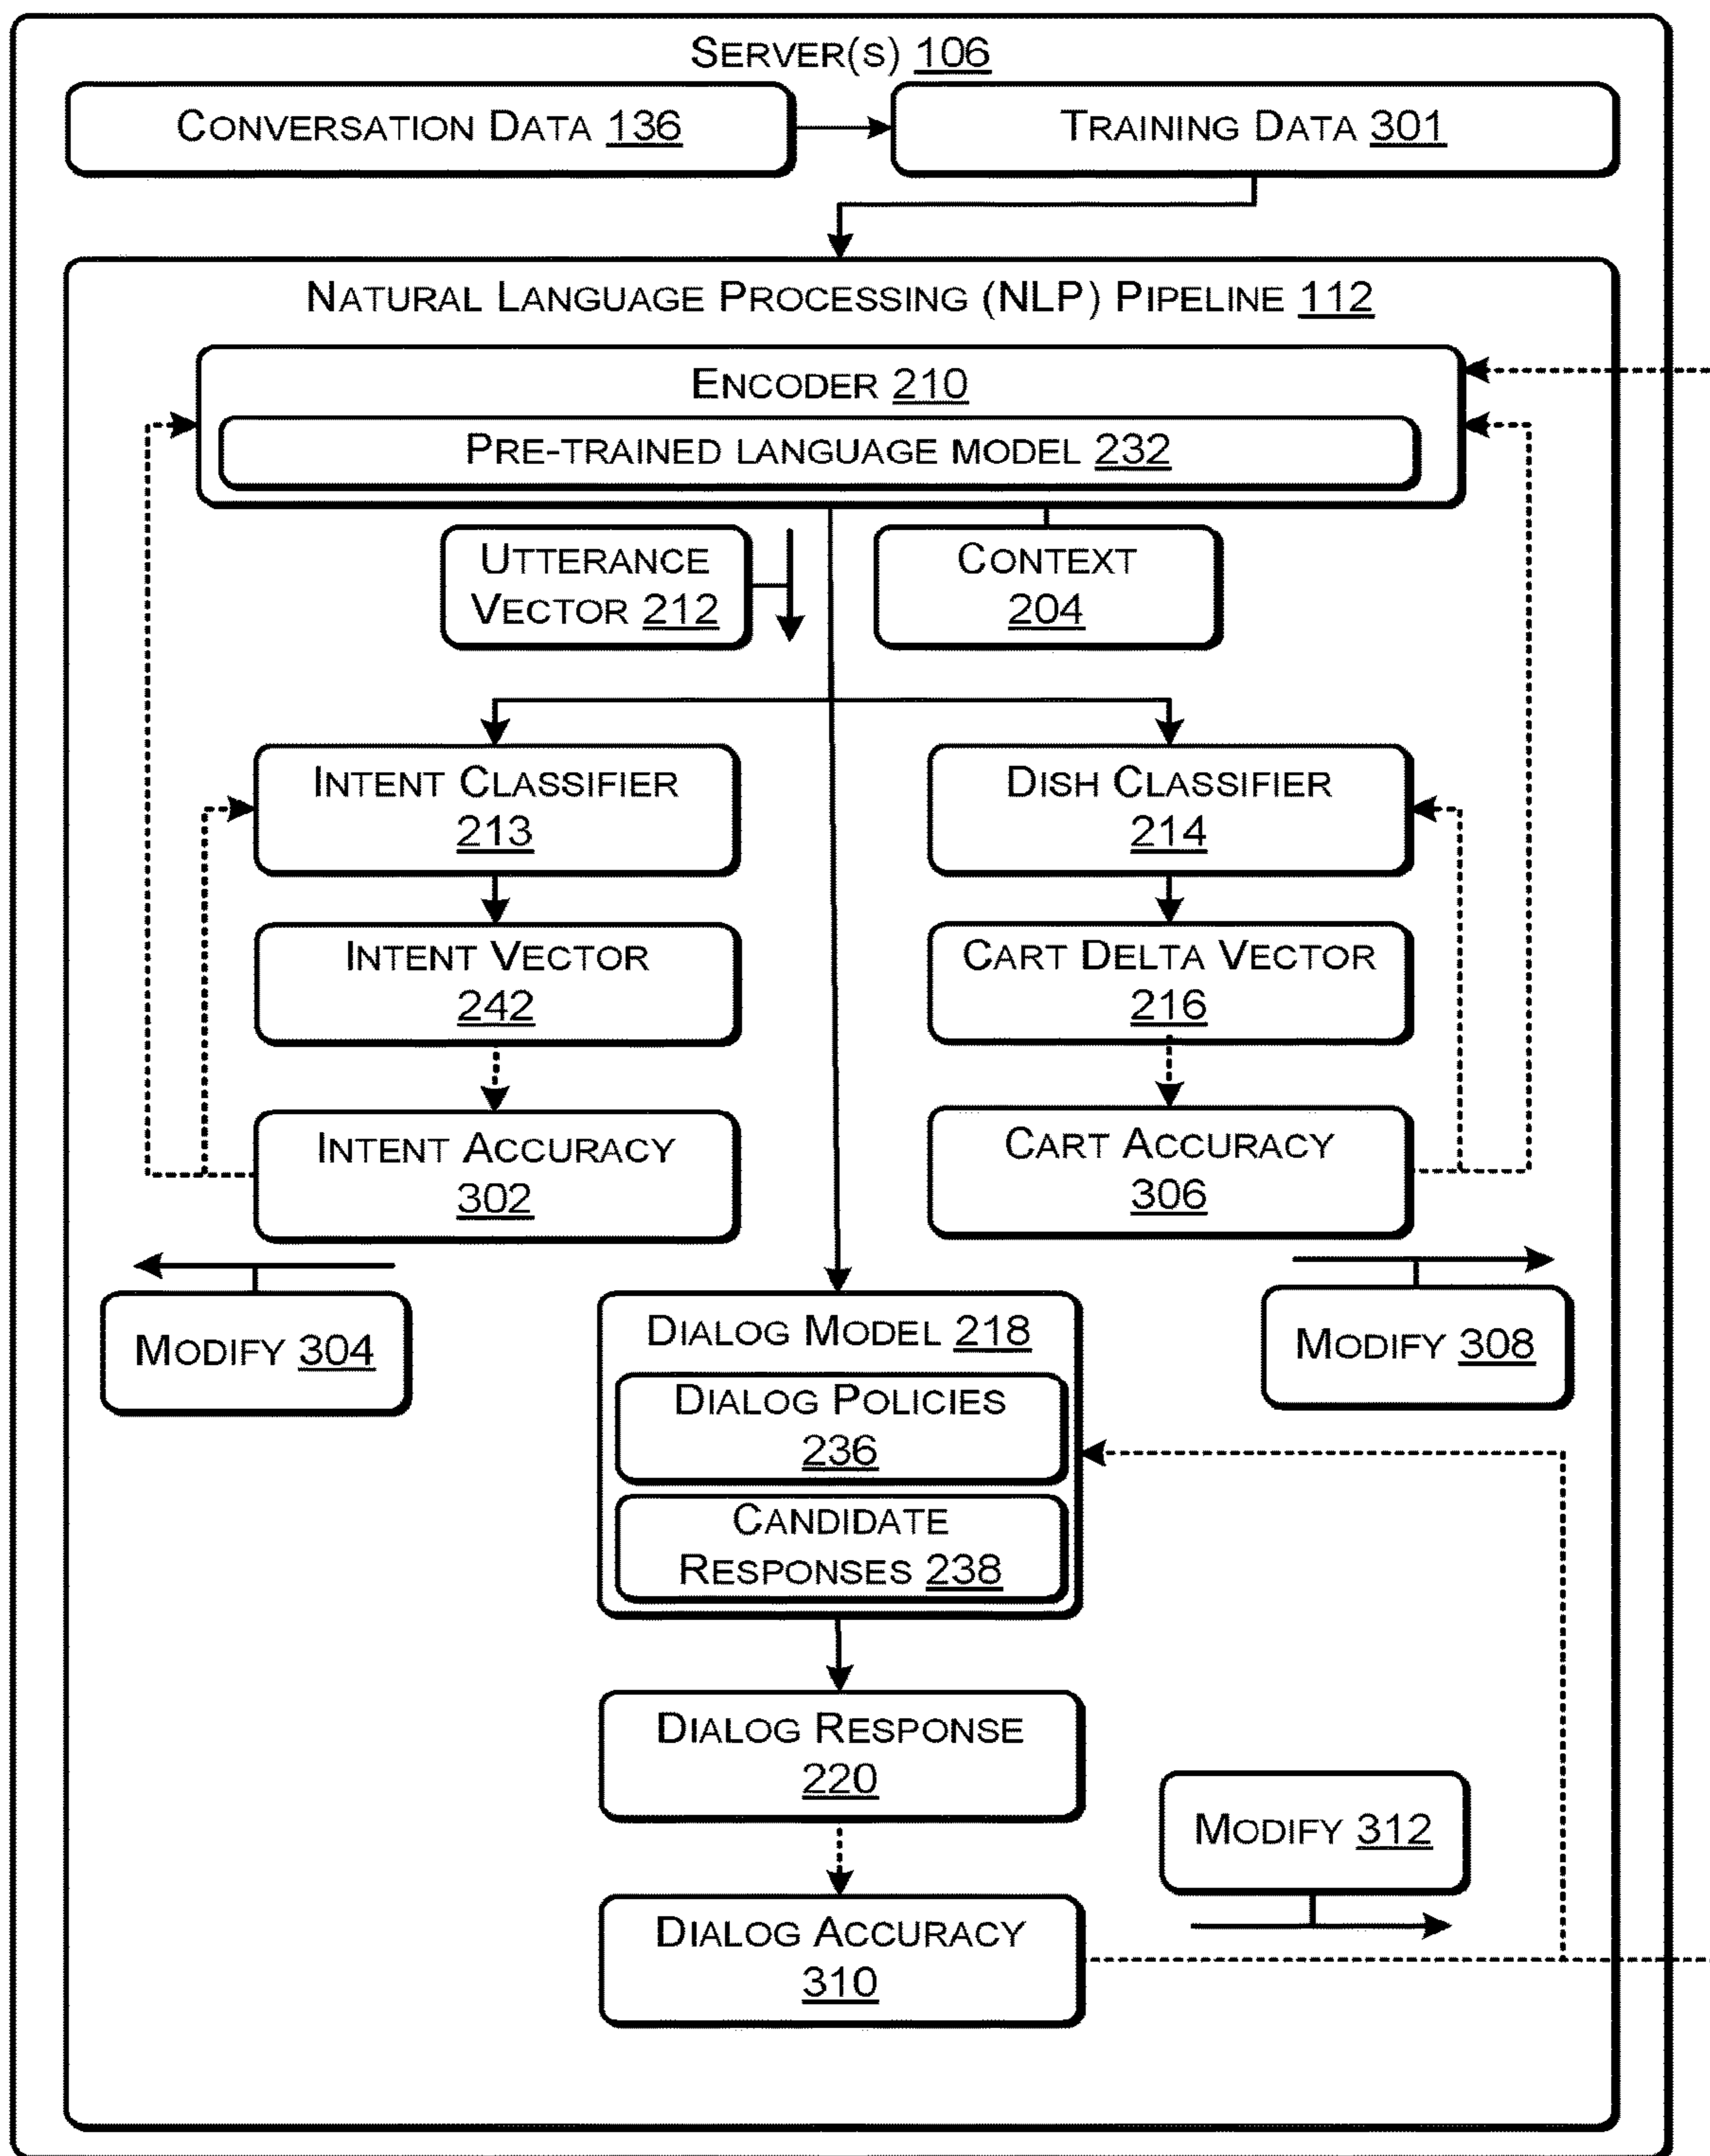 SERVER(S) 106
CONVERSATION DATA 136
TRAINING DATA 301
NATURAL LANGUAGE PROCESSING (NLP) PIPELINE 112
ENCODER 210
PRE-TRAINED LANGUAGE MODEL 232
UTTERANCE
VECTOR 212
CONTEXT
204
INTENT CLASSIFIER
213
DISH CLASSIFIER
214
INTENT VECTOR
242
CART DELTA VECTOR
216
INTENT ACCURACY
302
CART ACCURACY
306
MODIFY 304
DIALOG MODEL 218
MODIFY 308
DIALOG POLICIES
236
CANDIDATE
RESPONSES 238
DIALOG RESPONSE
220
MODIFY 312
DIALOG ACCURACY
310